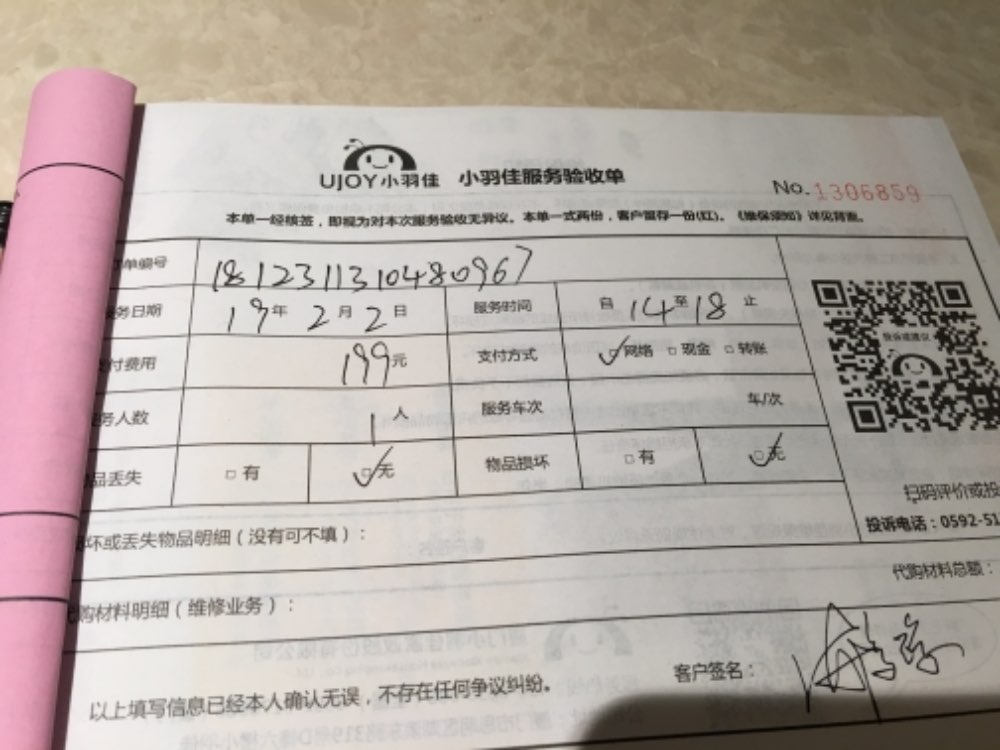 UJOY小羽佳 小羽佳服务验收单
No.1306859
本单一经核签，即视为对本次服务验收无异议。本单一式两份，客户留存一份(红)。《维保须知》详见背面。
单编号 18123113104480967
务日期 19年 2月 2日 服务时间 自 14至18 止
付费用 199元 支付方式 ✓网络 □现金 □转账
务人数 1人 服务车次 车/次
品丢失 □有 ✓无 物品损坏 □有 ✓无
投诉或建议
扫码评价或投
坏或丢失物品明细（没有可不填）：
投诉电话：0592-51
代购材料总额：
购材料明细（维修业务）：
客户签名：
以上填写信息已经本人确认无误，不存在任何争议纠纷。